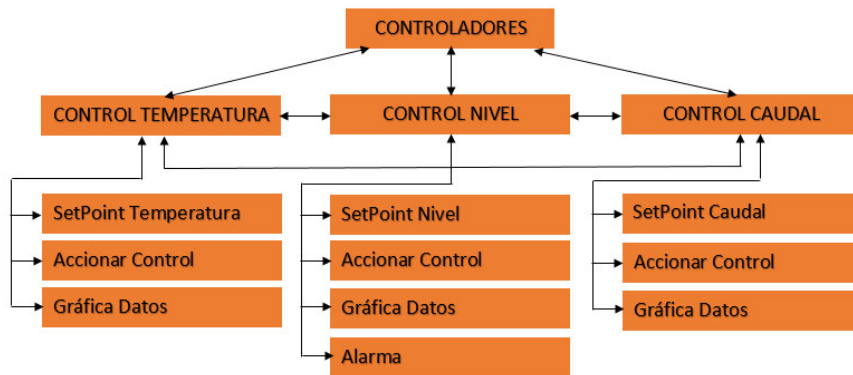 CONTROLADORES
CONTROL TEMPERATURA
CONTROL NIVEL
CONTROL CAUDAL
SetPoint Temperatura
Accionar Control
Gráfica Datos
SetPoint Nivel
Accionar Control
Gráfica Datos
Alarma
SetPoint Caudal
Accionar Control
Gráfica Datos